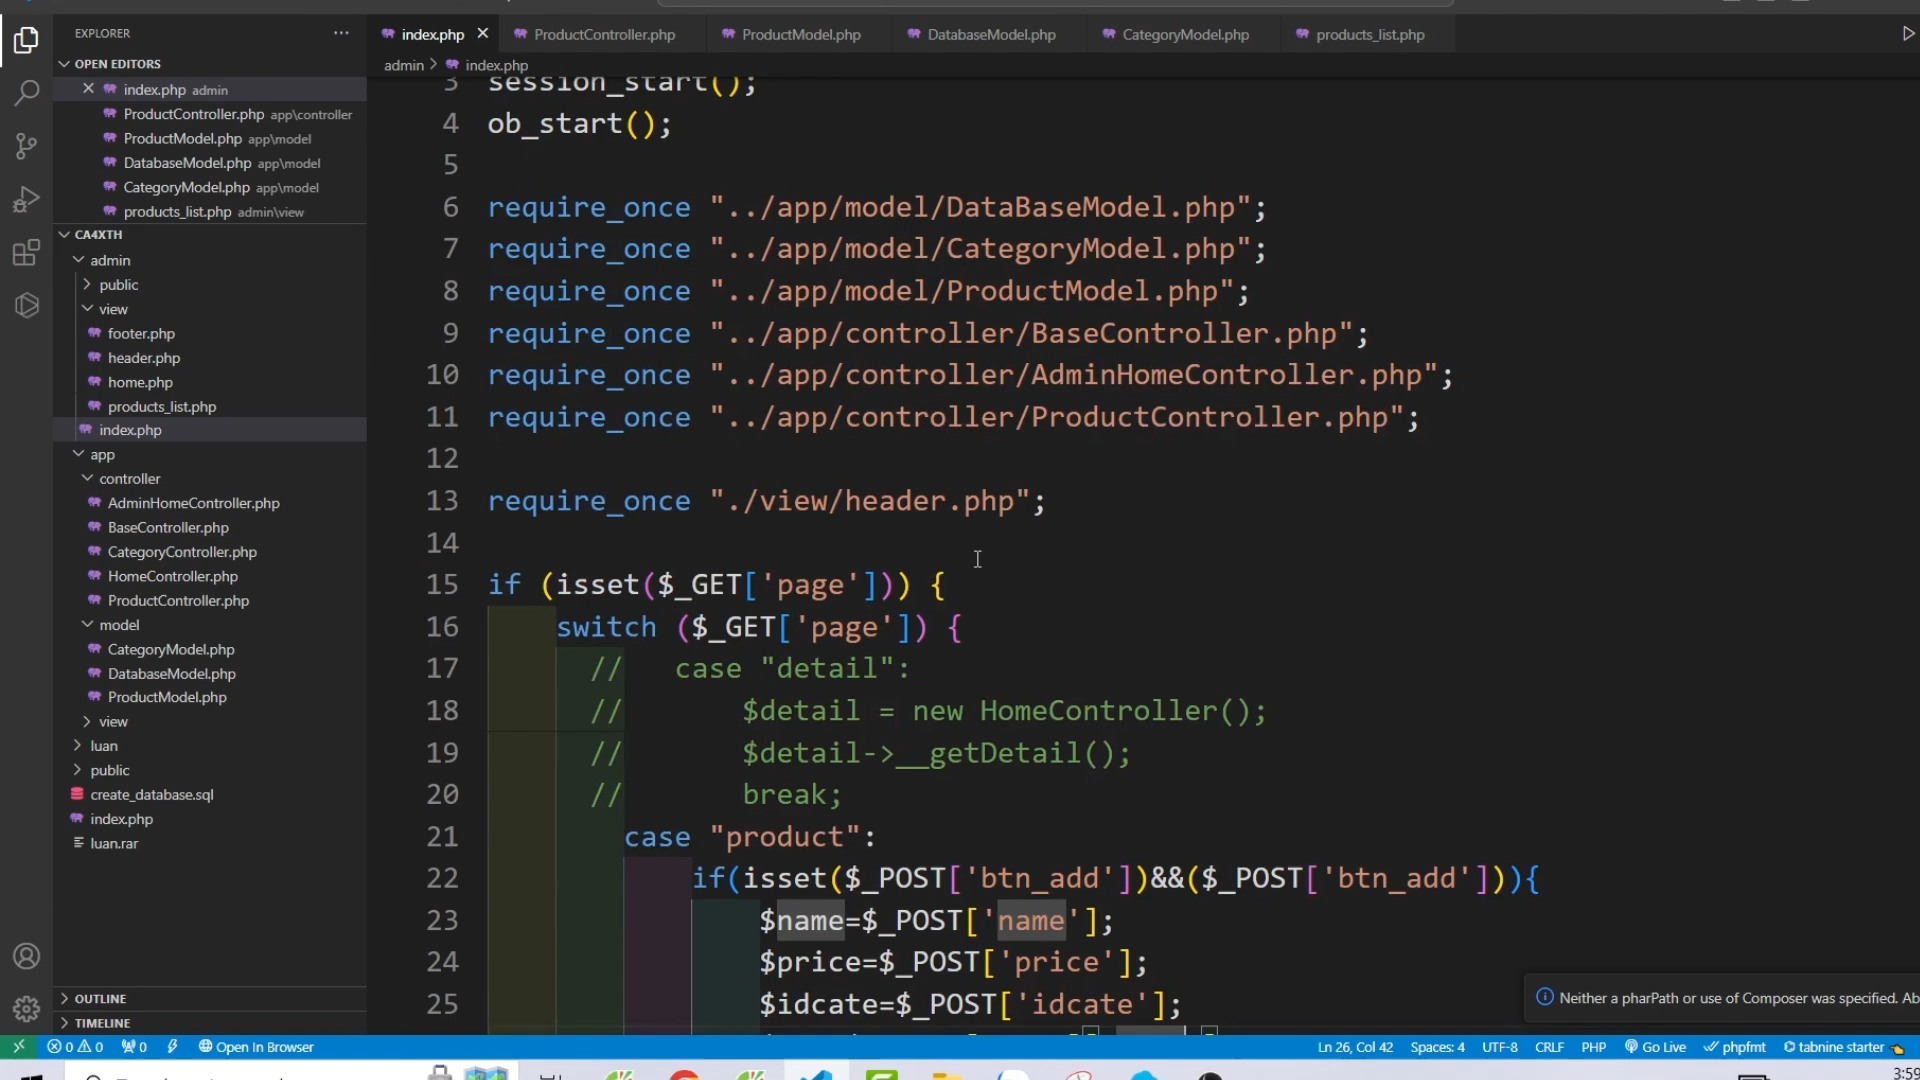 EXPLORER
OPEN EDITORS
index.php admin
ProductController.php app\controller
ProductModel.php app\model
DatabaseModel.php app\model
CategoryModel.php app\model
products_list.php admin\view
CA4XTH
admin
public
view
footer.php
header.php
home.php
products_list.php
index.php
app
controller
AdminHomeController.php
BaseController.php
CategoryController.php
HomeController.php
ProductController.php
model
CategoryModel.php
DatabaseModel.php
ProductModel.php
view
luan
public
create_database.sql
index.php
luan.rar
OUTLINE
TIMELINE
index.php ProductController.php ProductModel.php DatabaseModel.php CategoryModel.php products_list.php
admin > index.php
3 session_start();
4 ob_start();
5
6 require_once "../app/model/DataBaseModel.php";
7 require_once "../app/model/CategoryModel.php";
8 require_once "../app/model/ProductModel.php";
9 require_once "../app/controller/BaseController.php";
10 require_once "../app/controller/AdminHomeController.php";
11 require_once "../app/controller/ProductController.php";
12
13 require_once "./view/header.php";
14
15 if (isset($_GET['page'])) {
16 switch ($_GET['page']) {
17 // case "detail":
18 // $detail = new HomeController();
19 // $detail->__getDetail();
20 // break;
21 case "product":
22 if(isset($_POST['btn_add'])&&($_POST['btn_add'])){
23 $name=$_POST['name'];
24 $price=$_POST['price'];
25 $idcate=$_POST['idcate'];
Neither a pharPath or use of Composer was specified. Ab
0 0 0 Open In Browser Ln 26, Col 42 Spaces: 4 UTF-8 CRLF PHP Go Live phpfmt tabnine starter
3:59